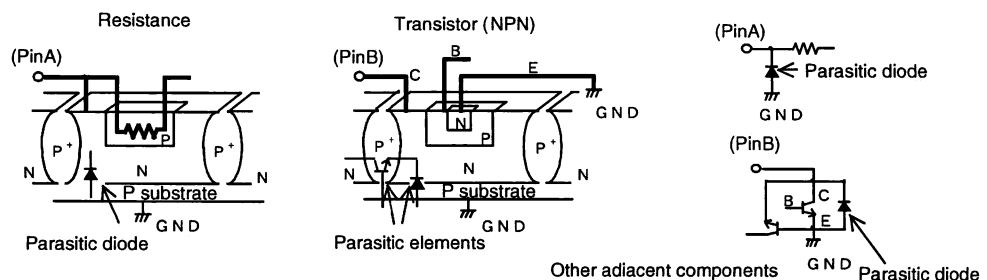 Resistance
(PinA)
P
P+
P+
N
N
N
P substrate
GND
Parasitic diode
Transistor (NPN)
(PinB)
B
C
E
GND
N
P
P+
P+
N
N
N
P substrate
GND
Parasitic elements
(PinA)
Parasitic diode
GND
(PinB)
C
B
E
GND
Parasitic diode
Other adiacent components